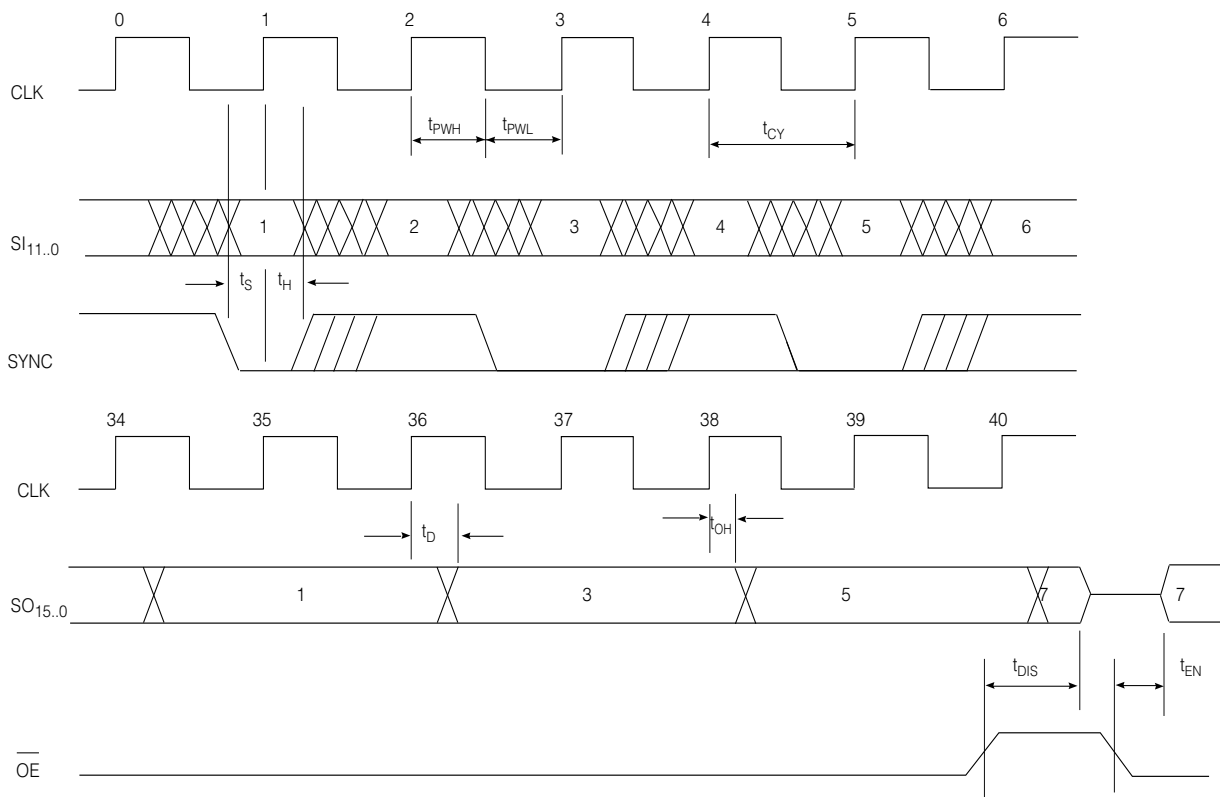 0 1 2 3 4 5 6
CLK
tPWH tPWL tCY
SI11..0 1 2 3 4 5 6
tS tH
SYNC
34 35 36 37 38 39 40
CLK
tD tOH
SO15..0 1 3 5 7 7
tDIS tEN
OE